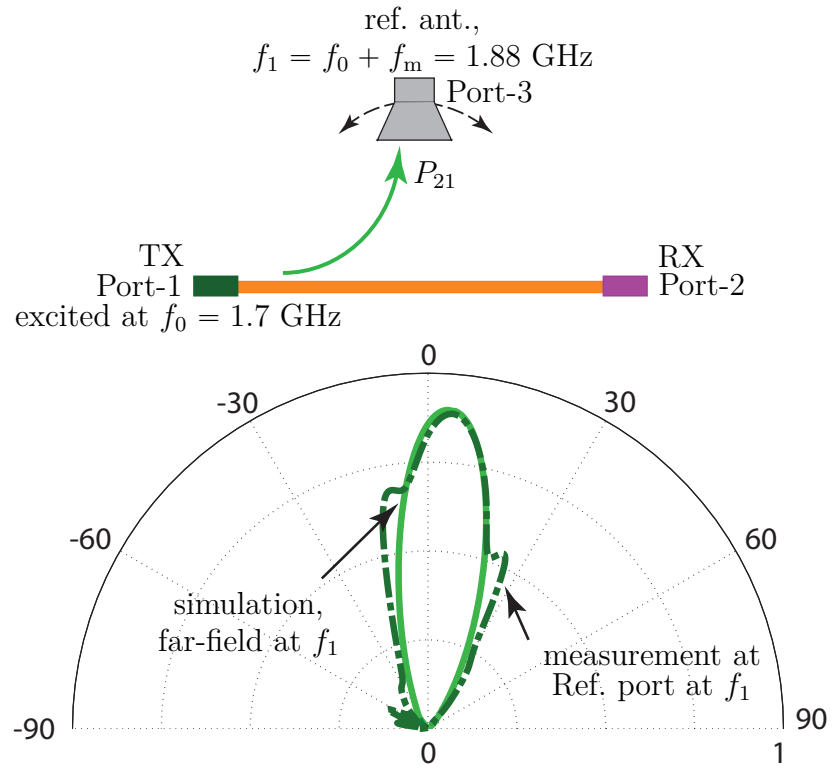 ref. ant.,
f₁ = f₀ + fₘ = 1.88 GHz
Port-3
P₂₁
TX
Port-1
RX
Port-2
excited at f₀ = 1.7 GHz
0
-30
30
-60
60
simulation,
far-field at f₁
measurement at
Ref. port at f₁
-90
90
0
1